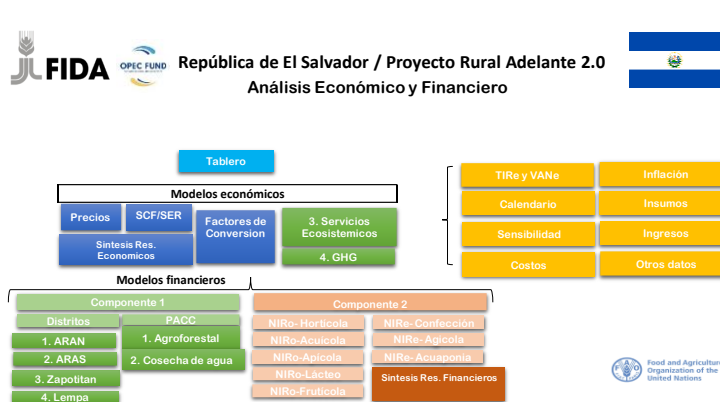 FIDA
OPEC FUND
República de El Salvador / Proyecto Rural Adelante 2.0
Análisis Económico y Financiero
Tablero
Modelos económicos
Precios
SCF/SER
Factores de
Conversion
3. Servicios
Ecosistemicos
Sintesis Res.
Economicos
4. GHG
TIRe y VANe
Inflación
Calendario
Insumos
Sensibilidad
Ingresos
Costos
Otros datos
Modelos financieros
Componente 1
Componente 2
Distritos
PACC
1. ARAN
2. ARAS
3. Zapotitan
4. Lempa
1. Agroforestal
2. Cosecha de agua
NIRo- Horticola
NIRo-Acuícola
NIRo-Apícola
NIRo-Lácteo
NIRo-Fruticola
NIRe- Confección
NIRe- Agícola
NIRe- Acuaponia
Sintesis Res. Financieros
Food and Agriculture
Organization of the
United Nations